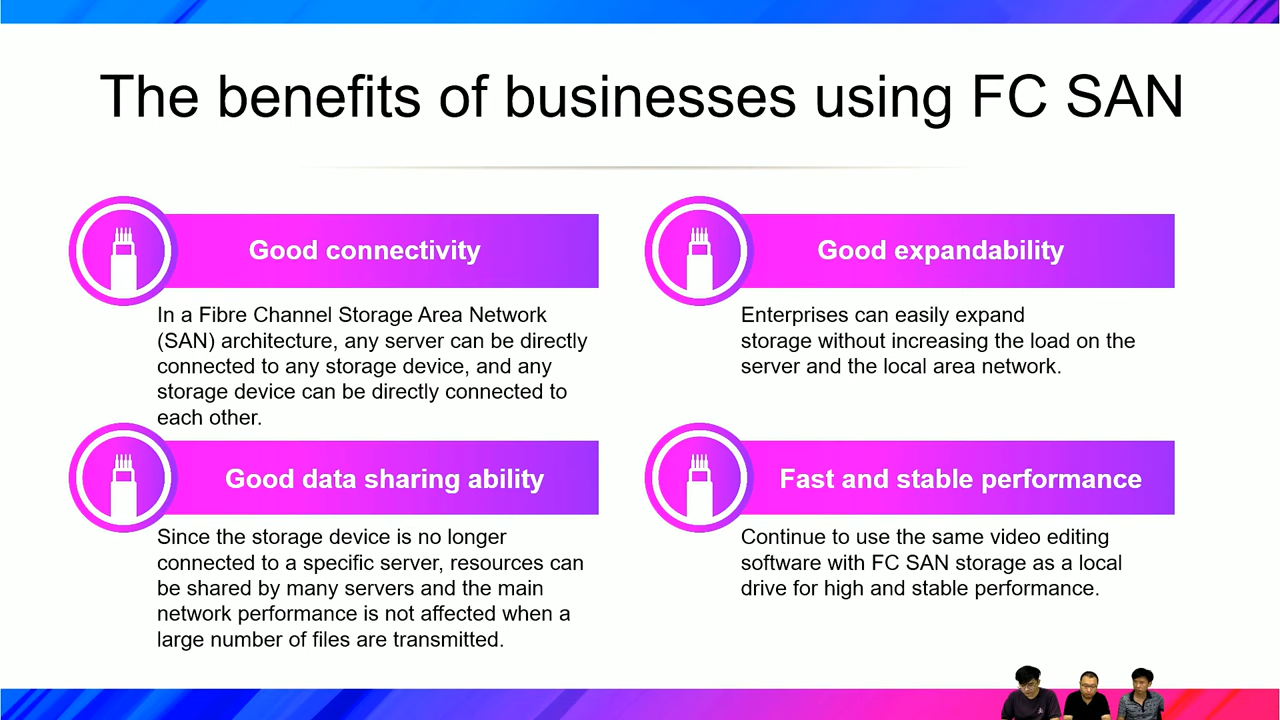 The benefits of businesses using FC SAN
Good connectivity
In a Fibre Channel Storage Area Network
(SAN) architecture, any server can be directly
connected to any storage device, and any
storage device can be directly connected to
each other.
Good expandability
Enterprises can easily expand
storage without increasing the load on the
server and the local area network.
Good data sharing ability
Since the storage device is no longer
connected to a specific server, resources can
be shared by many servers and the main
network performance is not affected when a
large number of files are transmitted.
Fast and stable performance
Continue to use the same video editing
software with FC SAN storage as a local
drive for high and stable performance.